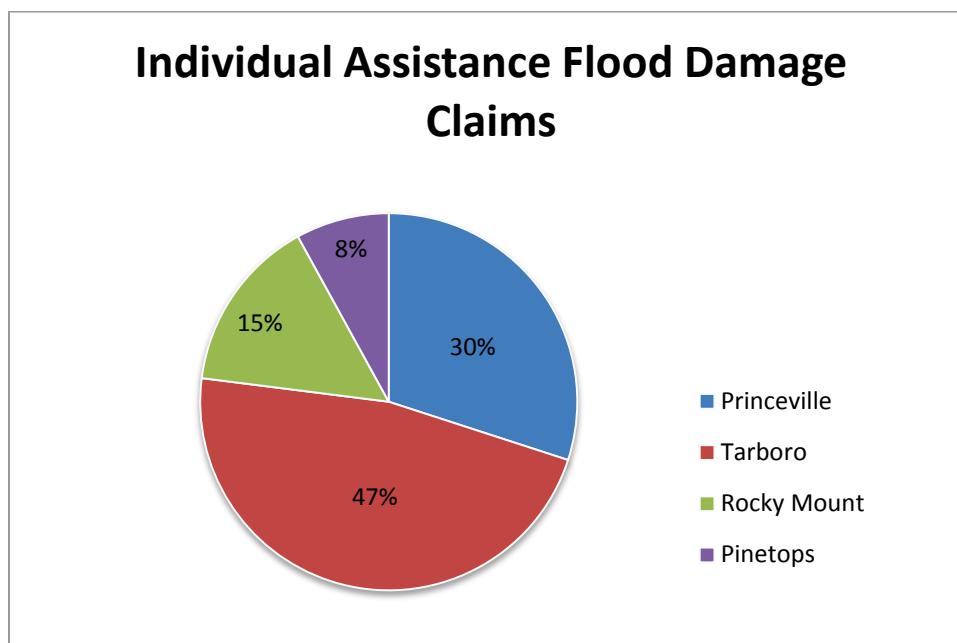 Individual Assistance Flood Damage
Claims
8%
15%
30%
47%
Princeville
Tarboro
Rocky Mount
Pinetops